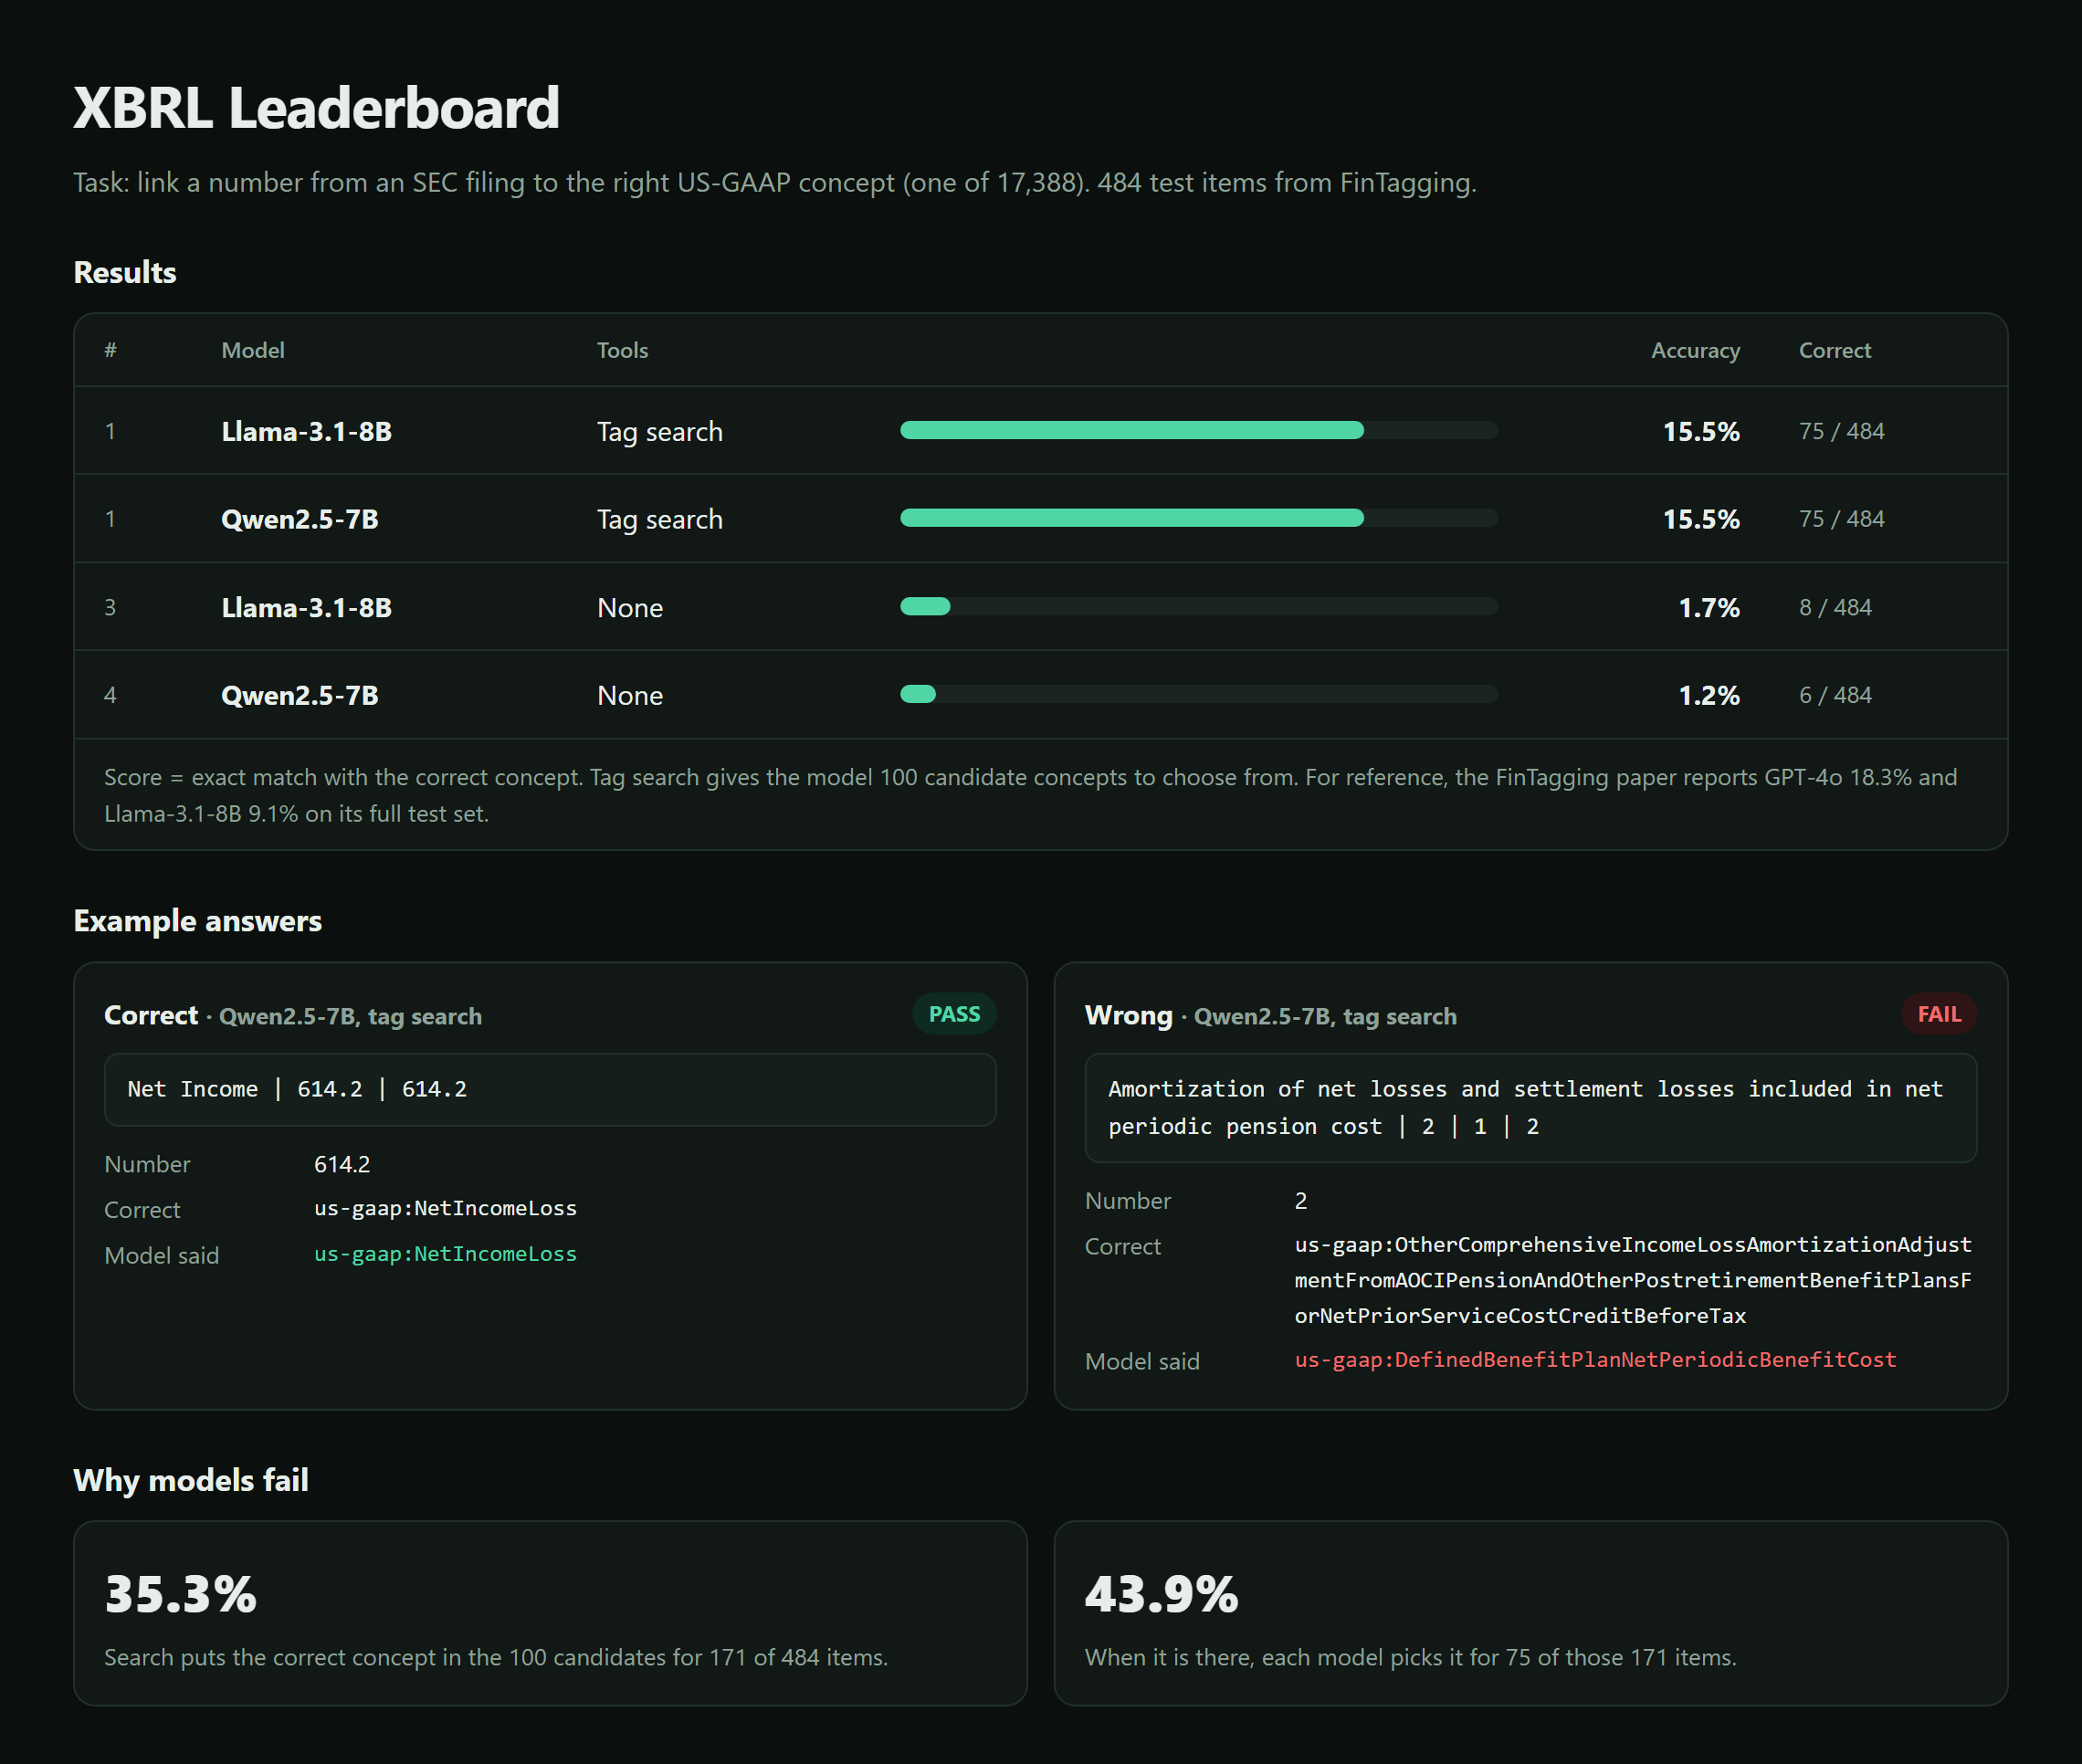 XBRL Leaderboard
Task: link a number from an SEC filing to the right US-GAAP concept (one of 17,388). 484 test items from FinTagging.
Results
# Model Tools Accuracy Correct
1 Llama-3.1-8B Tag search 15.5% 75 / 484
1 Qwen2.5-7B Tag search 15.5% 75 / 484
3 Llama-3.1-8B None 1.7% 8 / 484
4 Qwen2.5-7B None 1.2% 6 / 484
Score = exact match with the correct concept. Tag search gives the model 100 candidate concepts to choose from. For reference, the FinTagging paper reports GPT-4o 18.3% and
Llama-3.1-8B 9.1% on its full test set.
Example answers
Correct · Qwen2.5-7B, tag search PASS
Net Income | 614.2 | 614.2
Number 614.2
Correct us-gaap:NetIncomeLoss
Model said us-gaap:NetIncomeLoss
Wrong · Qwen2.5-7B, tag search FAIL
Amortization of net losses and settlement losses included in net
periodic pension cost | 2 | 1 | 2
Number 2
Correct us-gaap:OtherComprehensiveIncomeLossAmortizationAdjust
mentFromAOCIPensionAndOtherPostretirementBenefitPlansF
orNetPriorServiceCostCreditBeforeTax
Model said us-gaap:DefinedBenefitPlanNetPeriodicBenefitCost
Why models fail
35.3%
Search puts the correct concept in the 100 candidates for 171 of 484 items.
43.9%
When it is there, each model picks it for 75 of those 171 items.